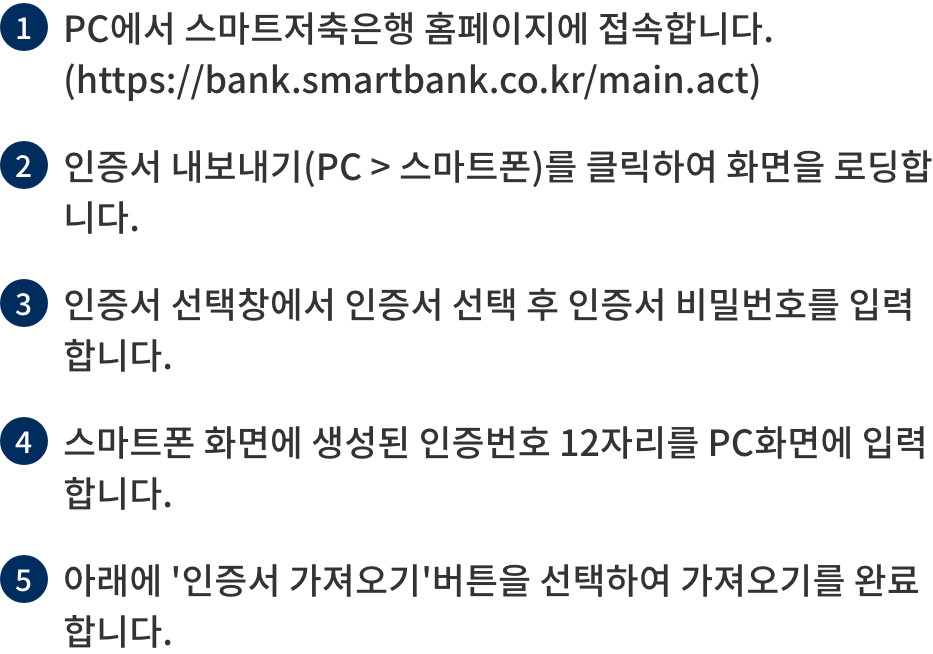 1 PC에서 스마트저축은행 홈페이지에 접속합니다.
(https://bank.smartbank.co.kr/main.act)
2 인증서 내보내기(PC > 스마트폰)를 클릭하여 화면을 로딩합
니다.
3 인증서 선택창에서 인증서 선택 후 인증서 비밀번호를 입력
합니다.
4 스마트폰 화면에 생성된 인증번호 12자리를 PC화면에 입력
합니다.
5 아래에 '인증서 가져오기'버튼을 선택하여 가져오기를 완료
합니다.